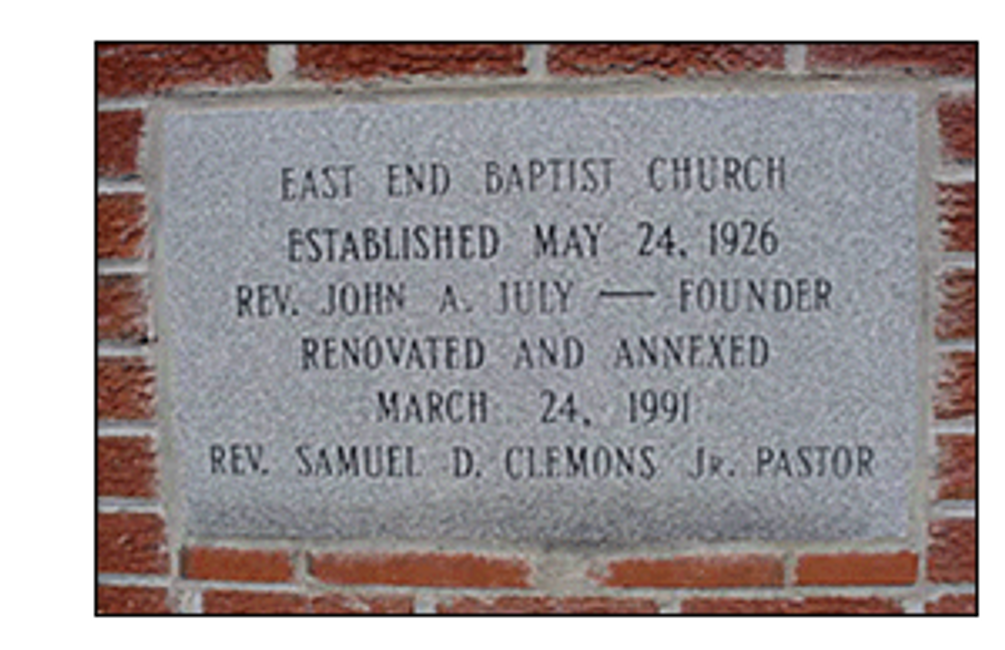 EAST END BAPTIST CHURCH
ESTABLISHED MAY 24, 1926
REV. JOHN A. JULY — FOUNDER
RENOVATED AND ANNEXED
MARCH 24, 1991
REV. SAMUEL D. CLEMONS Jr. PASTOR